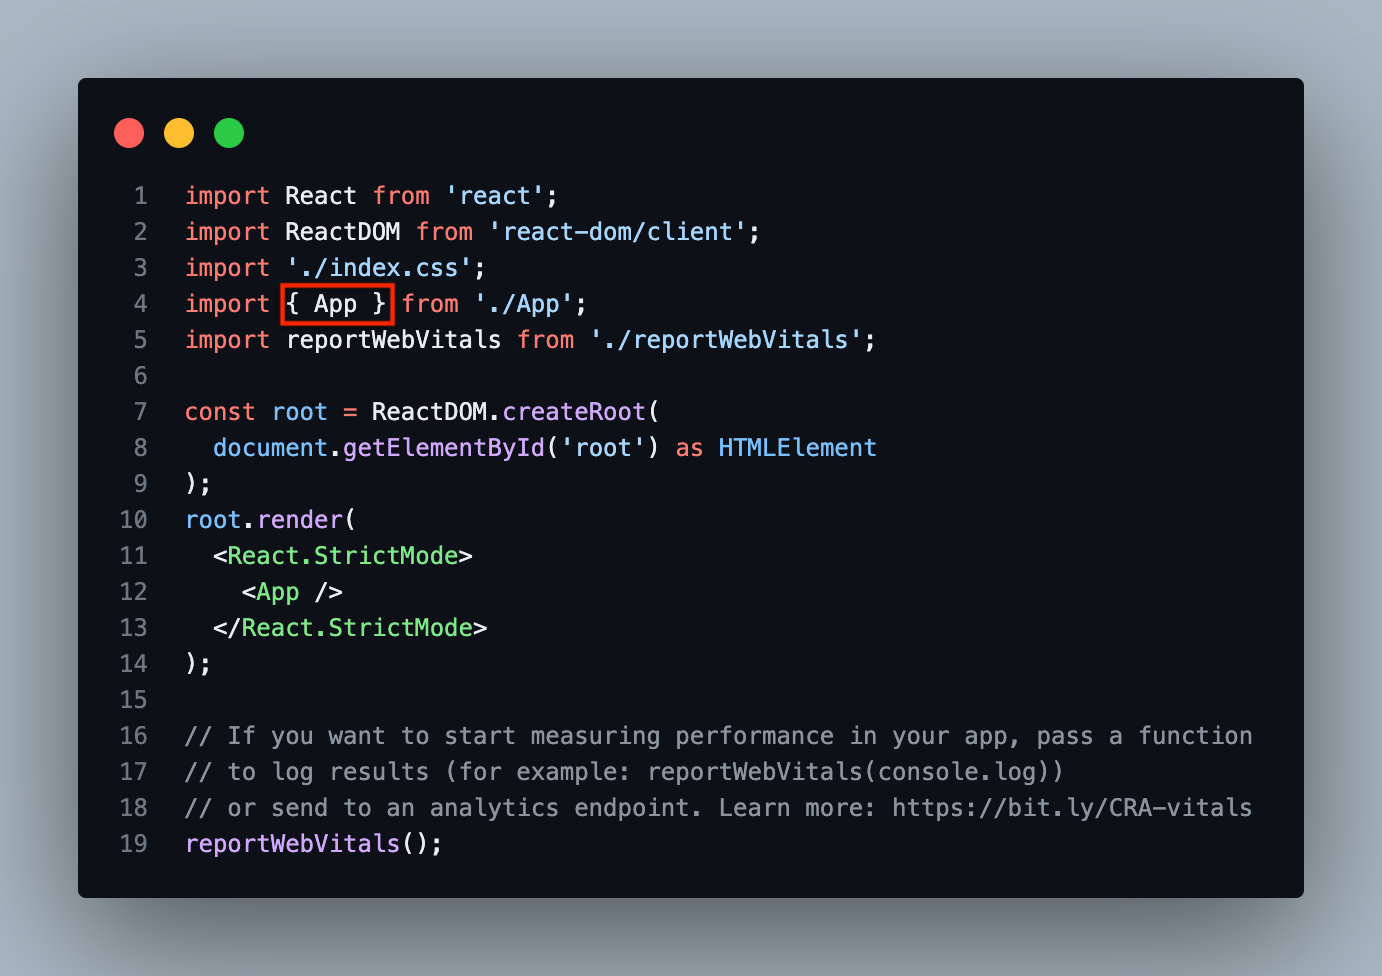 1 import React from 'react';
2 import ReactDOM from 'react-dom/client';
3 import './index.css';
4 import { App } from './App';
5 import reportWebVitals from './reportWebVitals';
6
7 const root = ReactDOM.createRoot(
8   document.getElementById('root') as HTMLElement
9 );
10 root.render(
11   <React.StrictMode>
12     <App />
13   </React.StrictMode>
14 );
15
16 // If you want to start measuring performance in your app, pass a function
17 // to log results (for example: reportWebVitals(console.log))
18 // or send to an analytics endpoint. Learn more: https://bit.ly/CRA-vitals
19 reportWebVitals();